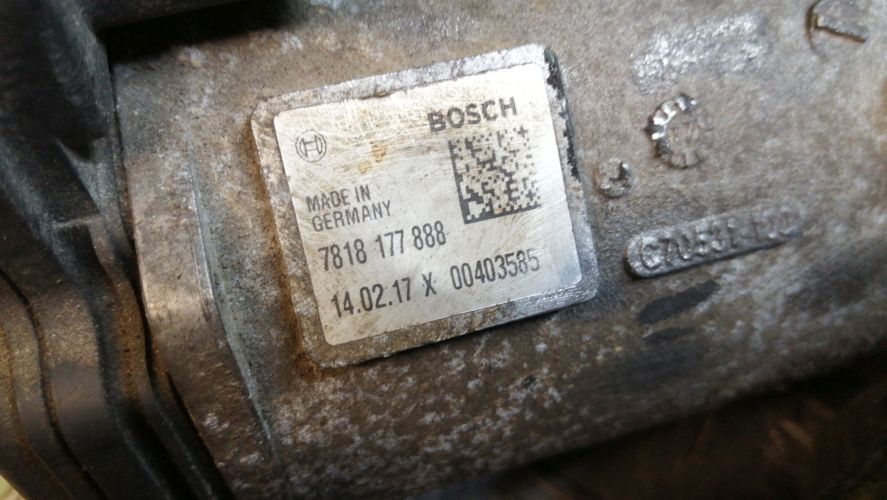 BOSCH
MADE IN
GERMANY
7818 177 888
14.02.17 X 00403585